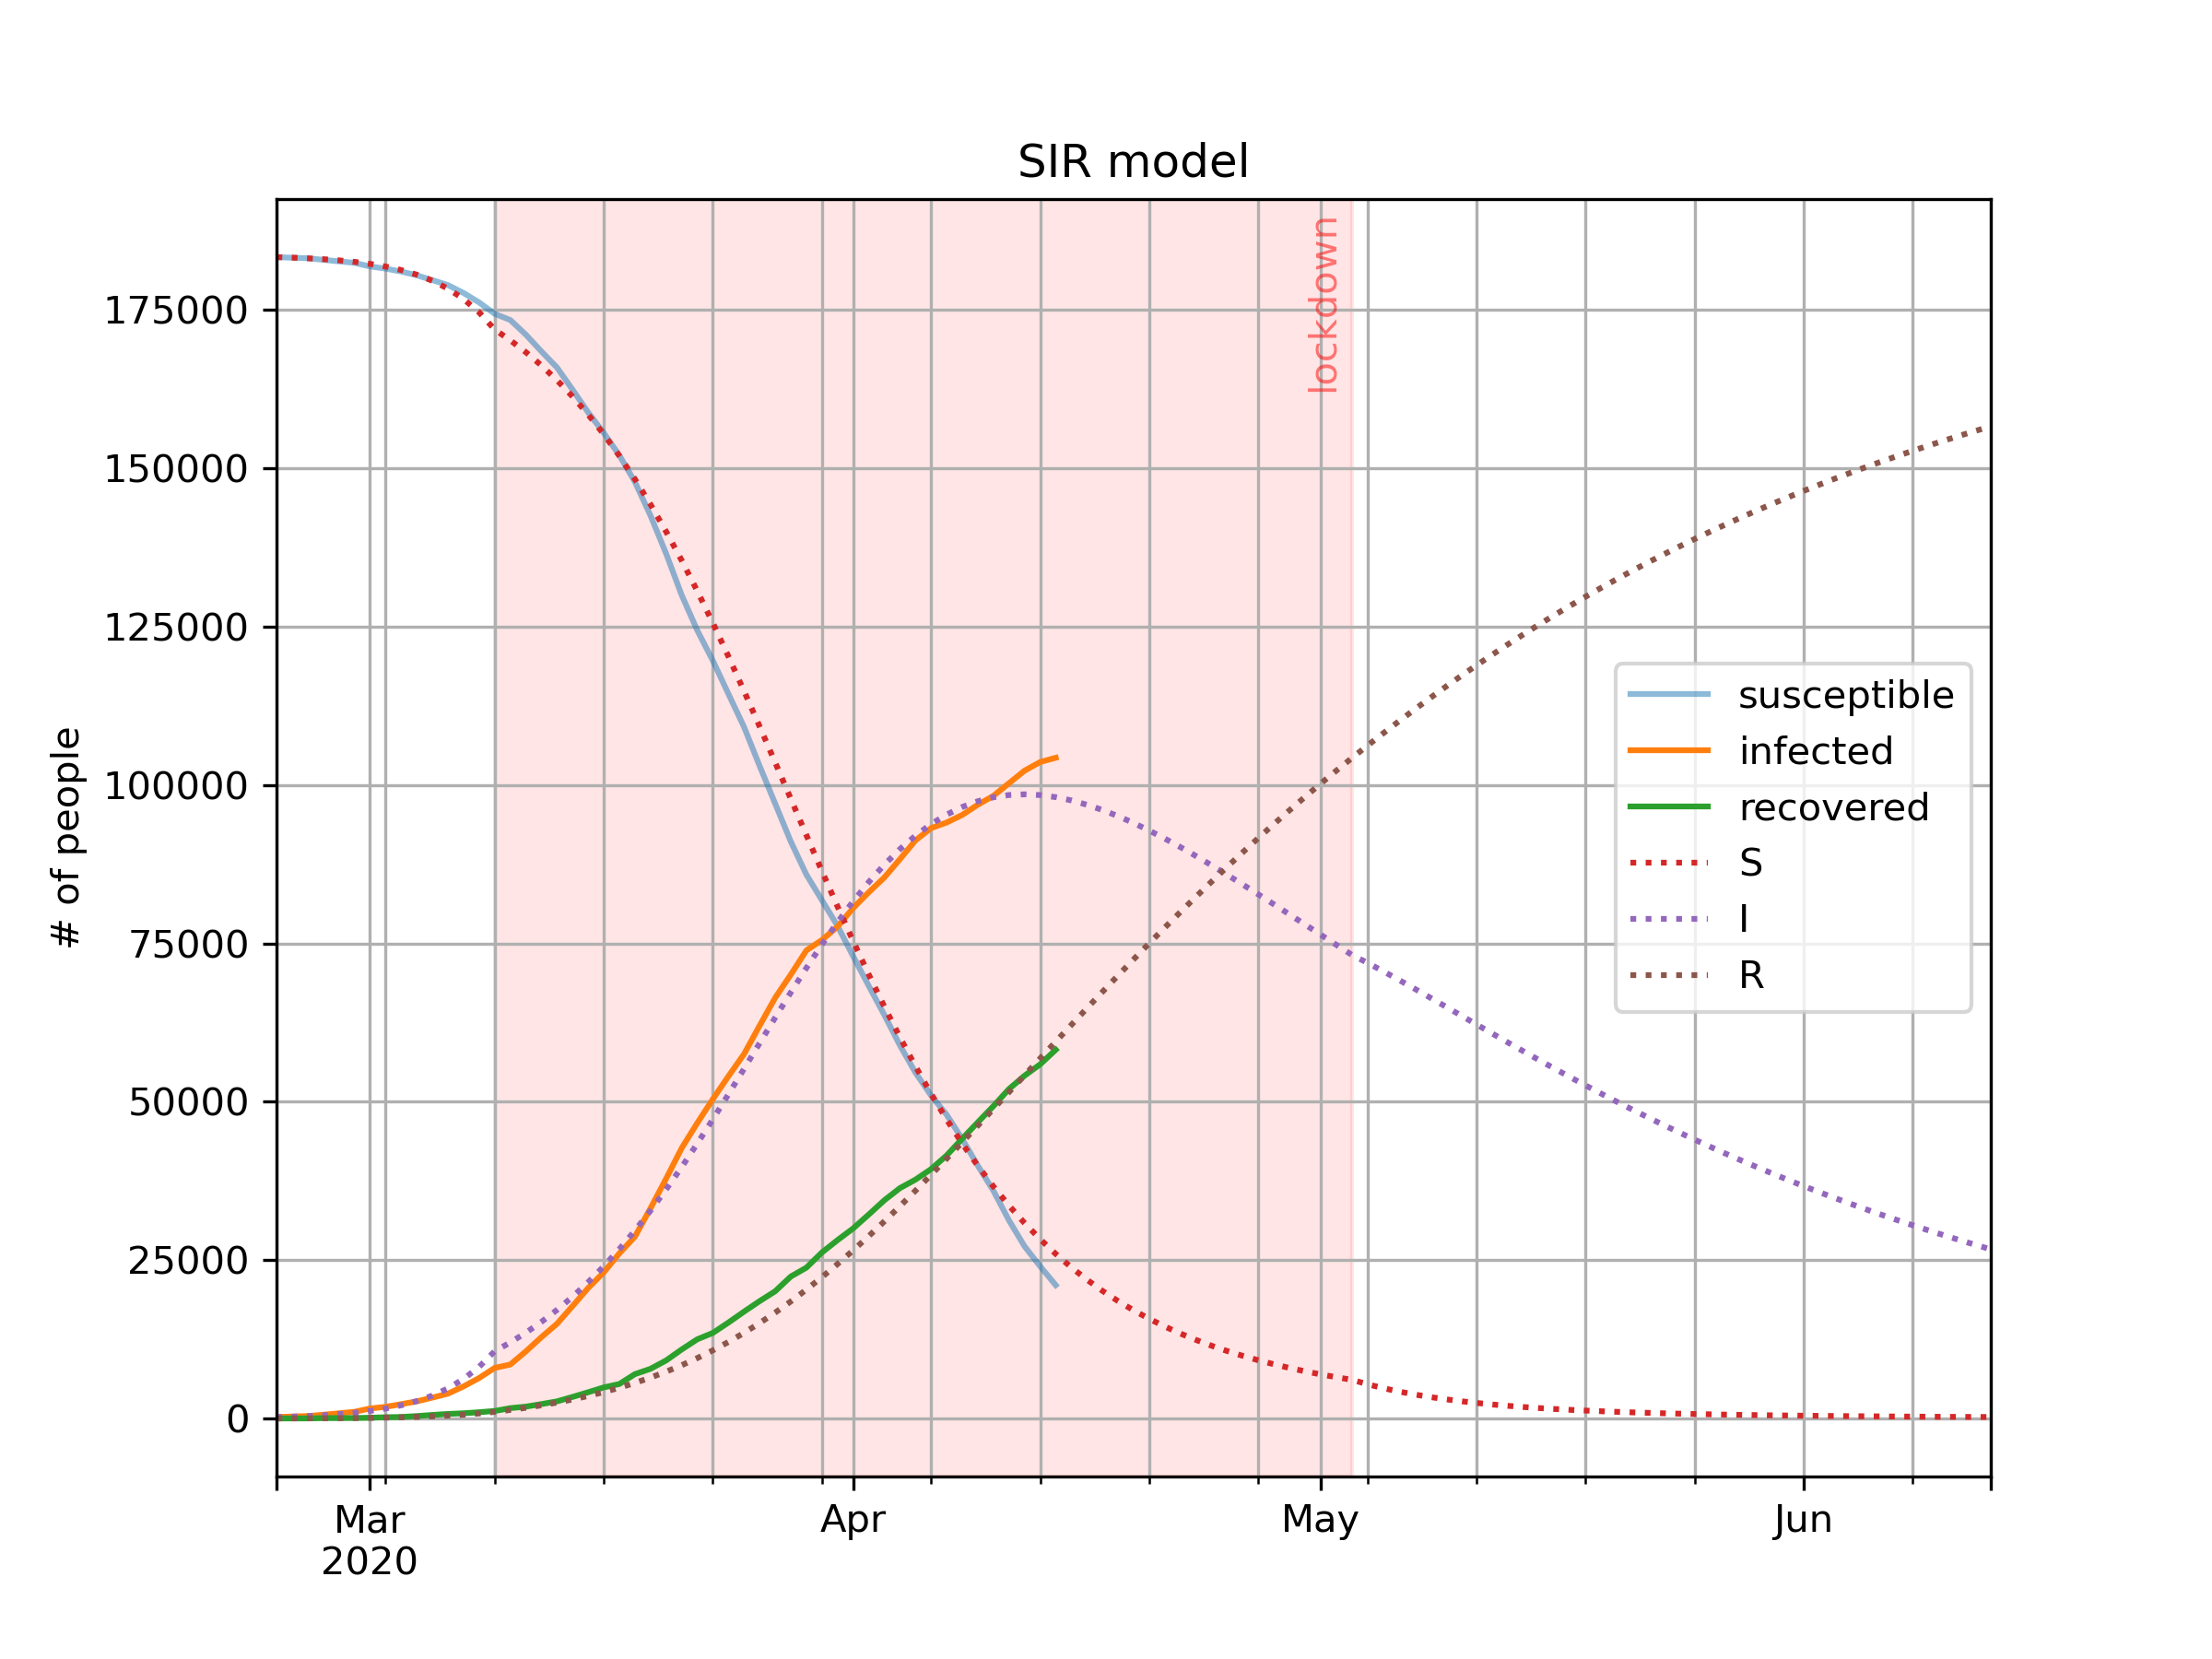 SIR model
# of people
175000
150000
125000
100000
75000
50000
25000
0
lockdown
susceptible
infected
recovered
S
I
R
Mar
2020
Apr
May
Jun